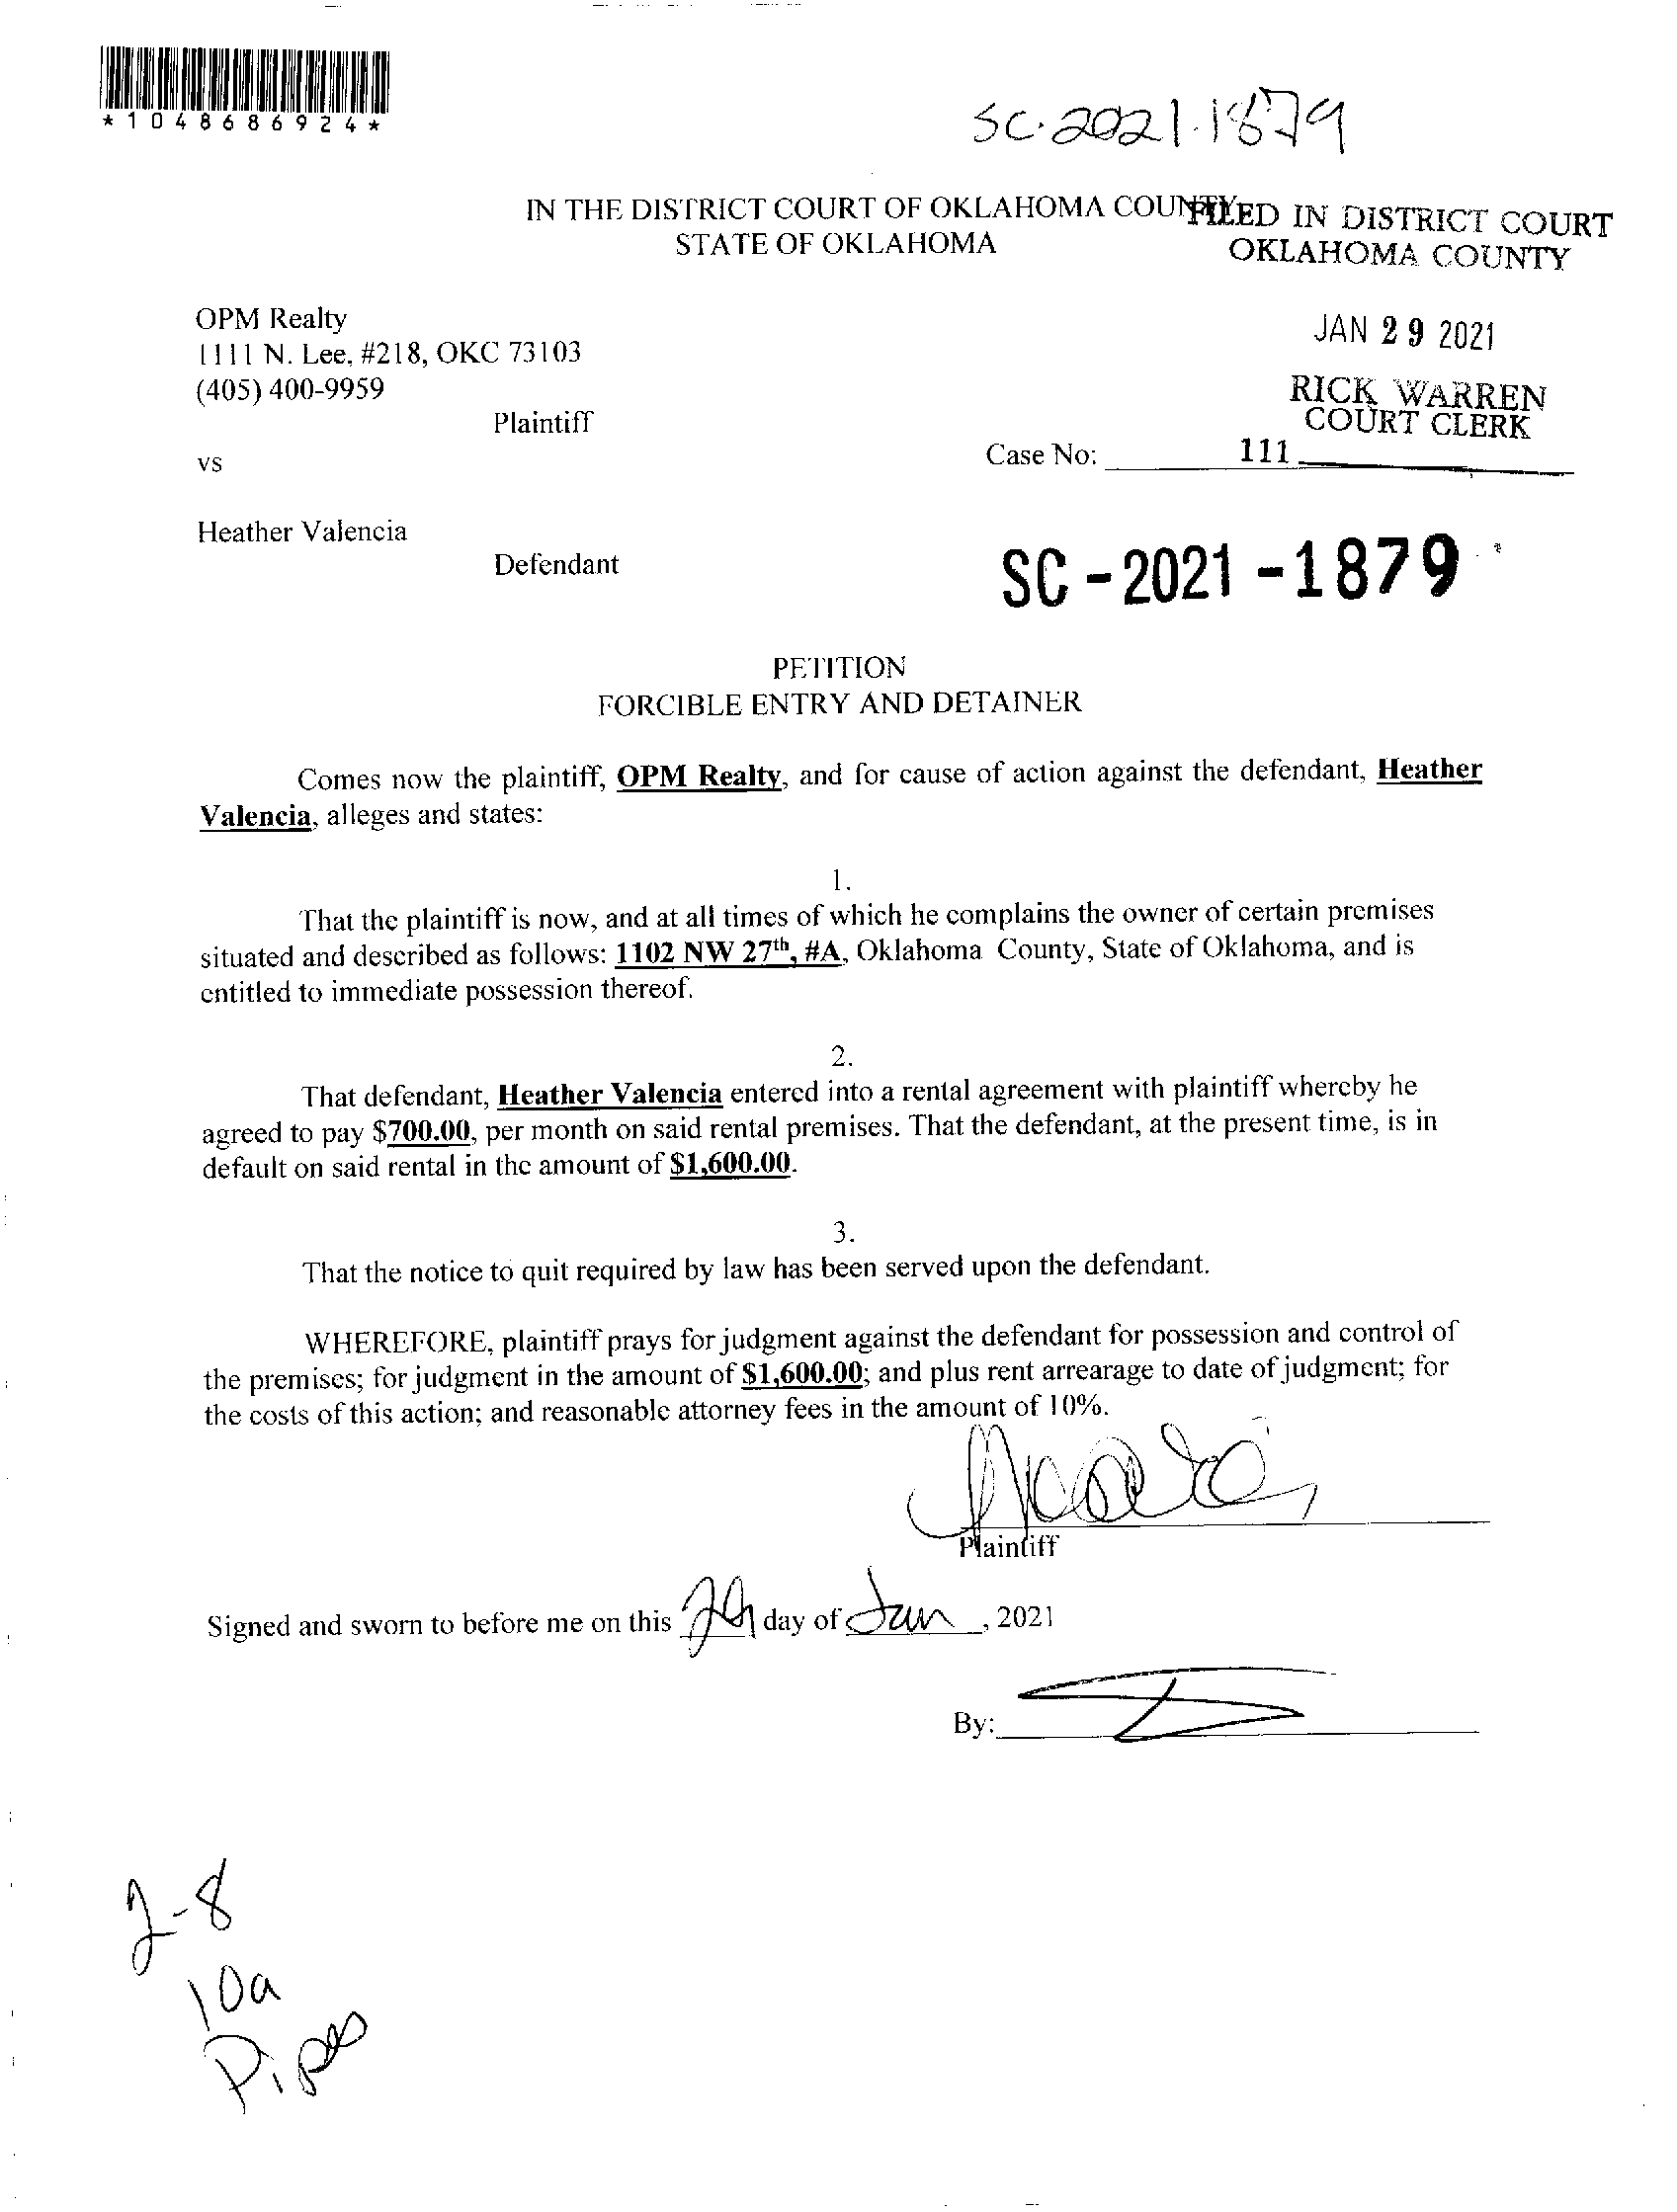 *1048686924*
SC-2021-1879
IN THE DISTRICT COURT OF OKLAHOMA COUNTY
STATE OF OKLAHOMA
FILED IN DISTRICT COURT
OKLAHOMA COUNTY
JAN 29 2021
RICK WARREN
COURT CLERK
111
OPM Realty
1111 N. Lee, #218, OKC 73103
(405) 400-9959
Plaintiff
vs
Case No:
Heather Valencia
Defendant
SC-2021-1879
PETITION
FORCIBLE ENTRY AND DETAINER
Comes now the plaintiff, OPM Realty, and for cause of action against the defendant, Heather
Valencia, alleges and states:
1.
That the plaintiff is now, and at all times of which he complains the owner of certain premises
situated and described as follows: 1102 NW 27th, #A, Oklahoma County, State of Oklahoma, and is
entitled to immediate possession thereof.
2.
That defendant, Heather Valencia entered into a rental agreement with plaintiff whereby he
agreed to pay $700.00, per month on said rental premises. That the defendant, at the present time, is in
default on said rental in the amount of $1,600.00.
3.
That the notice to quit required by law has been served upon the defendant.
WHEREFORE, plaintiff prays for judgment against the defendant for possession and control of
the premises; for judgment in the amount of $1,600.00; and plus rent arrearage to date of judgment; for
the costs of this action; and reasonable attorney fees in the amount of 10%.
Plaintiff
Signed and sworn to before me on this day of Jan, 2021
By:
2-8
10a
Pipes